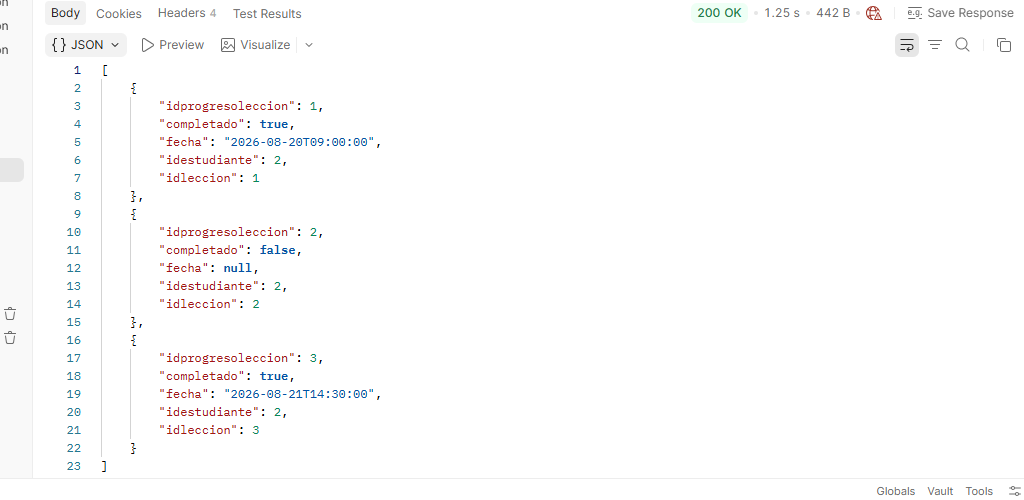 Body Cookies Headers 4 Test Results 200 OK • 1.25 s • 442 B • e.g. Save Response
{} JSON Preview Visualize
1 [
2 {
3 "idprogresoleccion": 1,
4 "completado": true,
5 "fecha": "2026-08-20T09:00:00",
6 "idestudiante": 2,
7 "idleccion": 1
8 },
9 {
10 "idprogresoleccion": 2,
11 "completado": false,
12 "fecha": null,
13 "idestudiante": 2,
14 "idleccion": 2
15 },
16 {
17 "idprogresoleccion": 3,
18 "completado": true,
19 "fecha": "2026-08-21T14:30:00",
20 "idestudiante": 2,
21 "idleccion": 3
22 }
23 ]
Globals Vault Tools